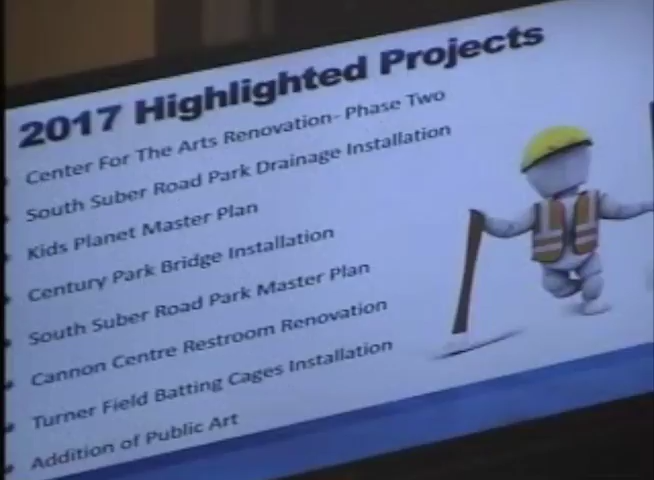 2017 Highlighted Projects
Center For The Arts Renovation- Phase Two
South Suber Road Park Drainage Installation
Kids Planet Master Plan
Century Park Bridge Installation
South Suber Road Park Master Plan
Cannon Centre Restroom Renovation
Turner Field Batting Cages Installation
Addition of Public Art